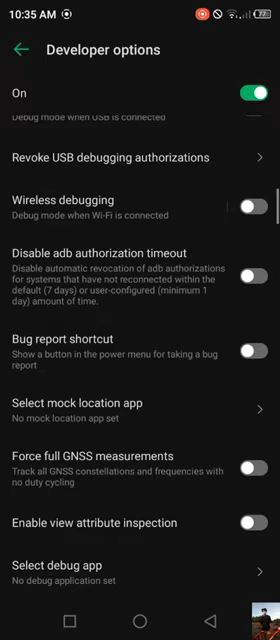 10:35 AM
77
Developer options
On
Debug mode when USB is connected
Revoke USB debugging authorizations
Wireless debugging
Debug mode when Wi-Fi is connected
Disable adb authorization timeout
Disable automatic revocation of adb authorizations
for systems that have not reconnected within the
default (7 days) or user-configured (minimum 1
day) amount of time.
Bug report shortcut
Show a button in the power menu for taking a bug
report
Select mock location app
No mock location app set
Force full GNSS measurements
Track all GNSS constellations and frequencies with
no duty cycling
Enable view attribute inspection
Select debug app
No debug application set